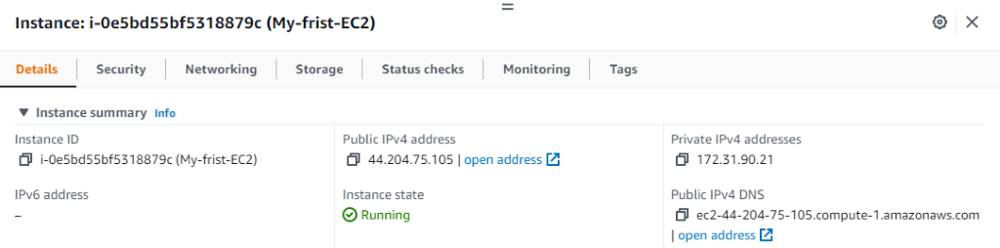 Instance: i-0e5bd55bf5318879c (My-frist-EC2)
Details Security Networking Storage Status checks Monitoring Tags
Instance summary Info
Instance ID
i-0e5bd55bf5318879c (My-frist-EC2)
Public IPv4 address
44.204.75.105 | open address
Private IPv4 addresses
172.31.90.21
IPv6 address
–
Instance state
Running
Public IPv4 DNS
ec2-44-204-75-105.compute-1.amazonaws.com
| open address